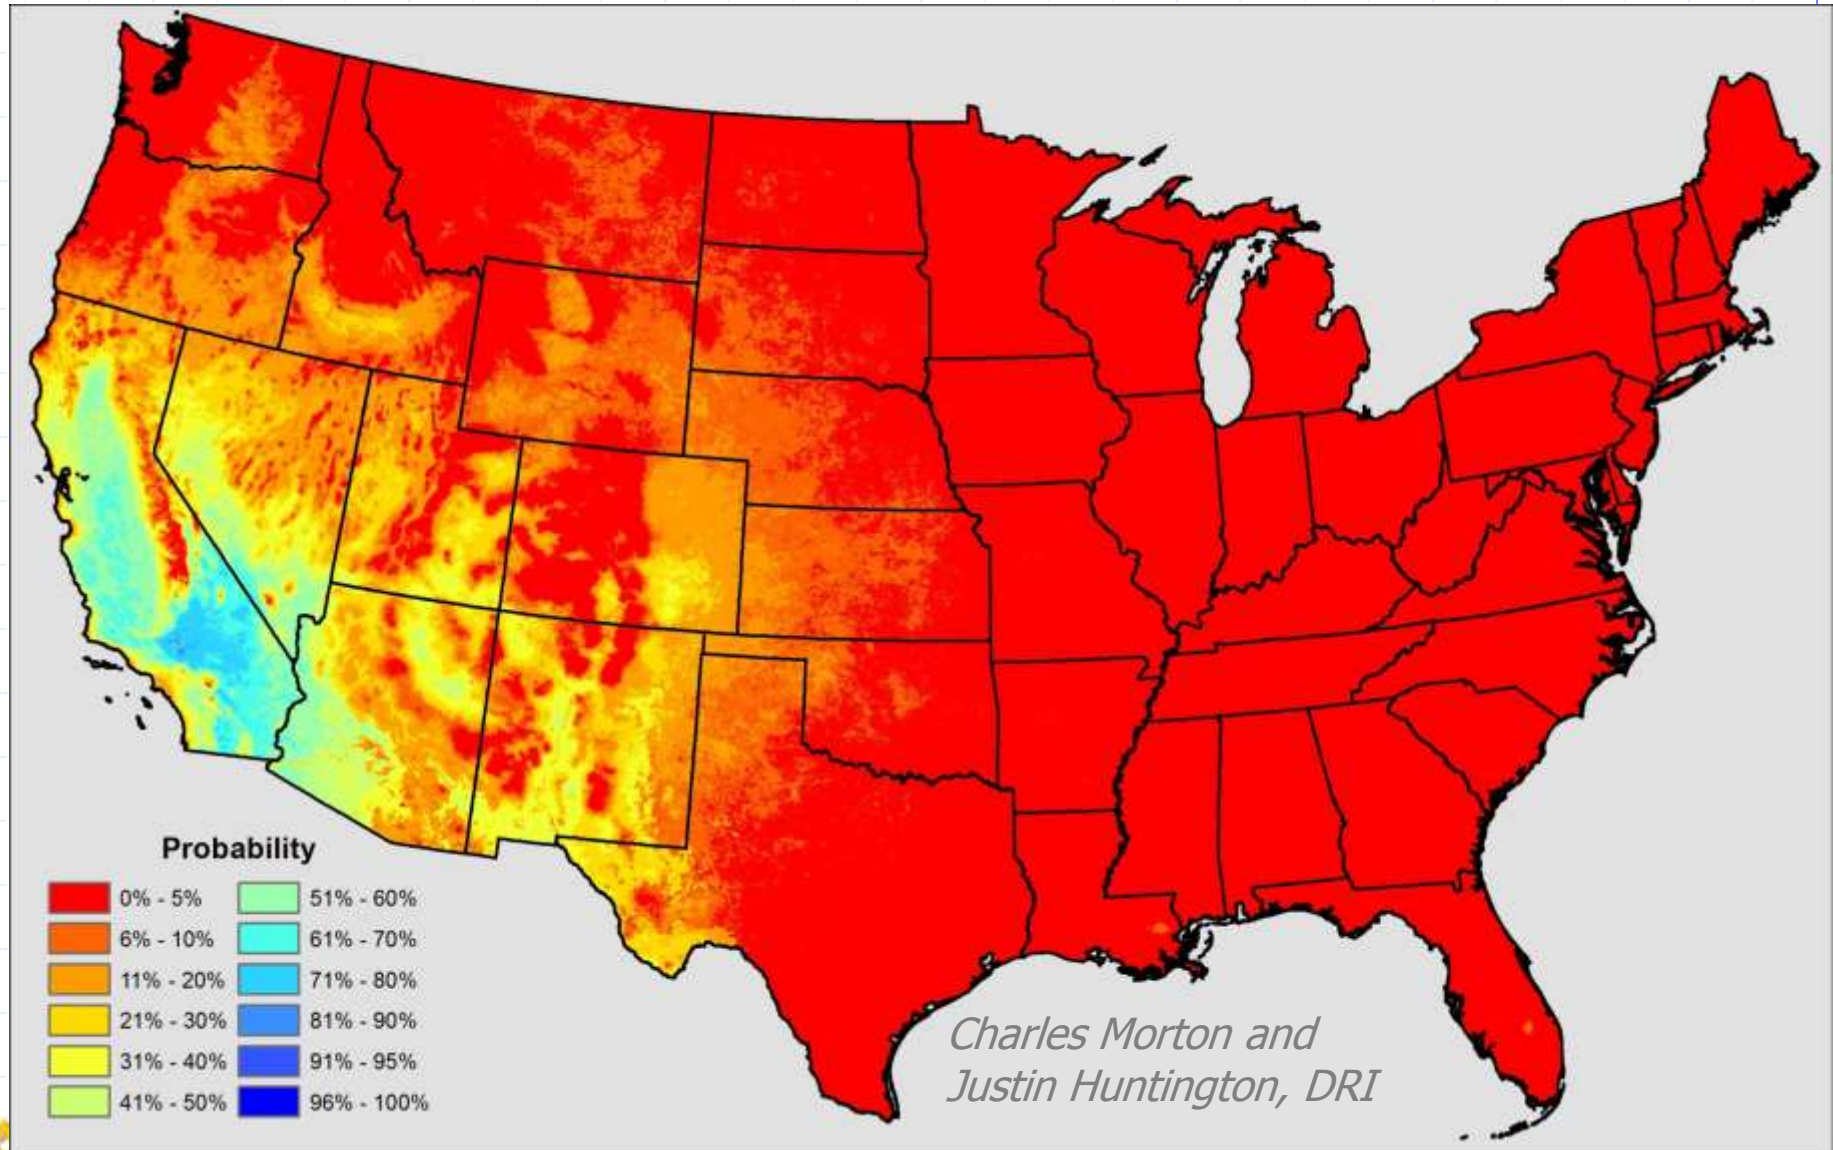 Probability
0% - 5%
6% - 10%
11% - 20%
21% - 30%
31% - 40%
41% - 50%
51% - 60%
61% - 70%
71% - 80%
81% - 90%
91% - 95%
96% - 100%
Charles Morton and
Justin Huntington, DRI